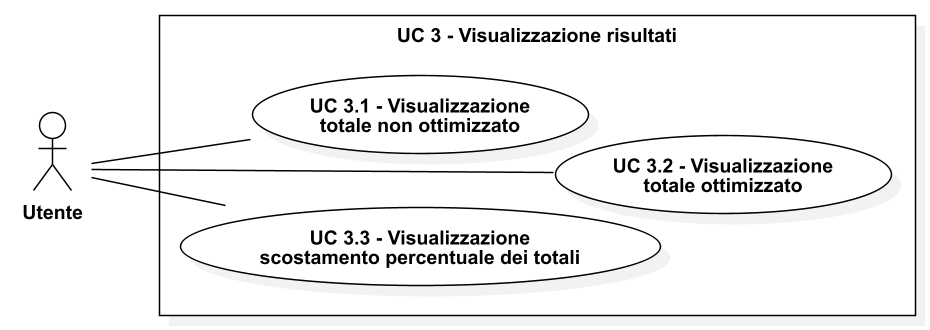 UC 3 - Visualizzazione risultati
UC 3.1 - Visualizzazione
totale non ottimizzato
UC 3.2 - Visualizzazione
totale ottimizzato
Utente
UC 3.3 - Visualizzazione
scostamento percentuale dei totali